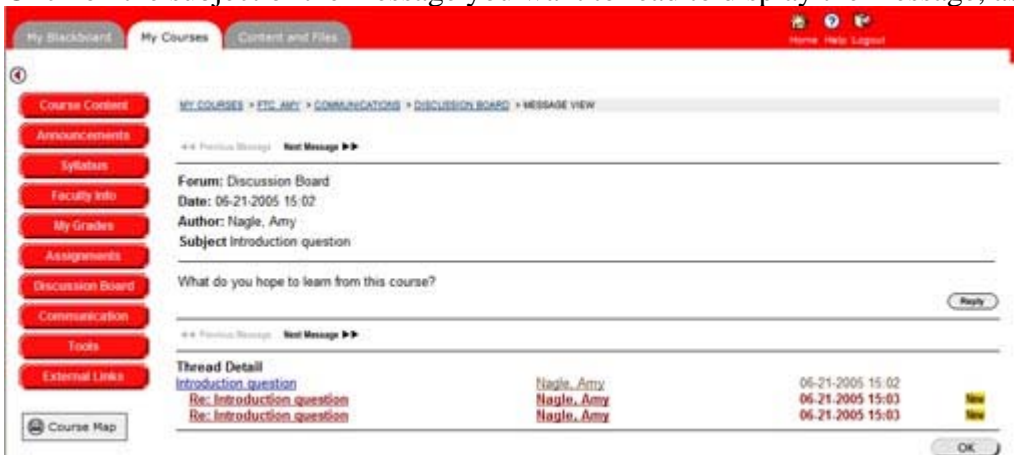 My Blackboard My Courses Content and Files Home Help Logout
MY COURSES > FTC_AMY > COMMUNICATIONS > DISCUSSION BOARD > MESSAGE VIEW
Course Content
Announcements
Syllabus
Faculty Info
My Grades
Assignments
Discussion Board
Communication
Tools
External Links
Course Map
◄◄ Previous Message Next Message ►►
Forum: Discussion Board
Date: 06-21-2005 15:02
Author: Nagle, Amy
Subject Introduction question
What do you hope to learn from this course?
Reply
◄◄ Previous Message Next Message ►►
Thread Detail
Introduction question Nagle, Amy 06-21-2005 15:02
Re: Introduction question Nagle, Amy 06-21-2005 15:03 New
Re: Introduction question Nagle, Amy 06-21-2005 15:03 New
OK